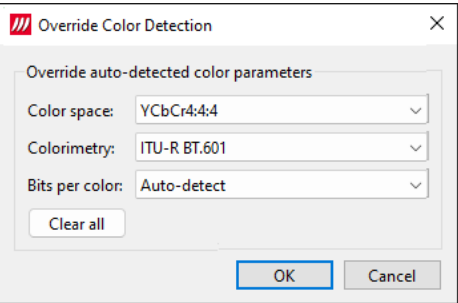 Override Color Detection
Override auto-detected color parameters
Color space: YCbCr4:4:4
Colorimetry: ITU-R BT.601
Bits per color: Auto-detect
Clear all
OK Cancel